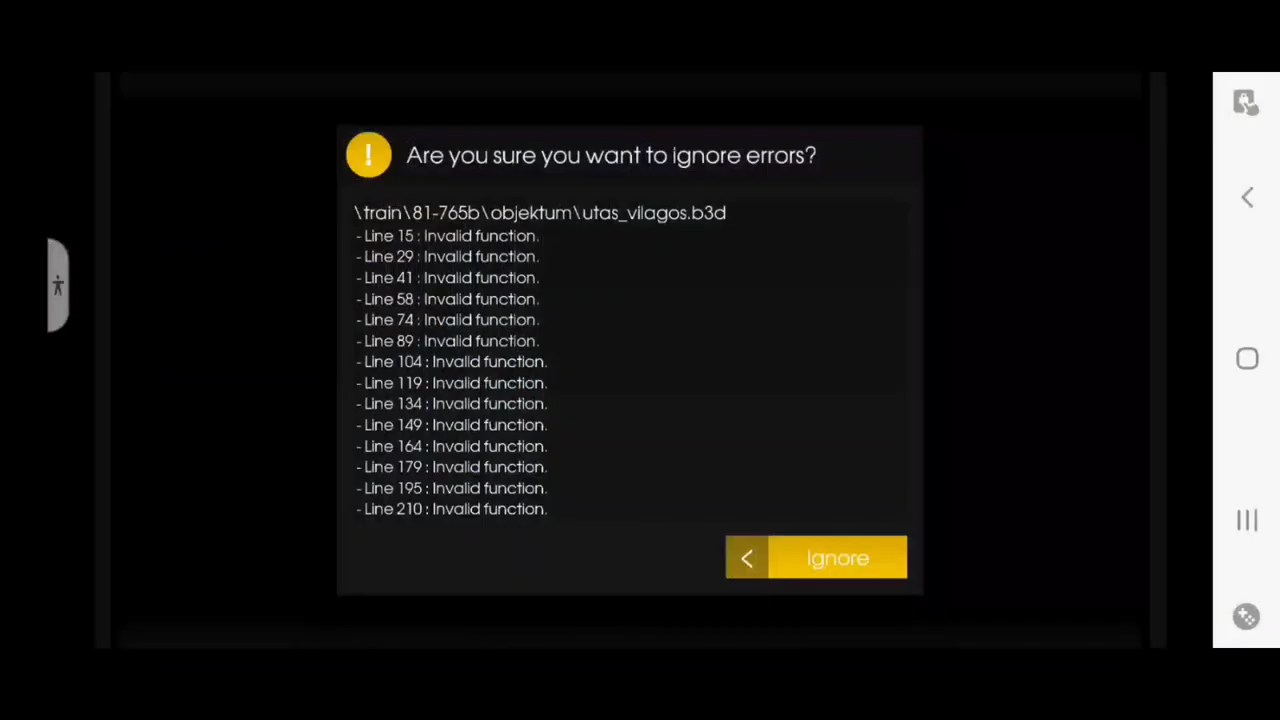 ! Are you sure you want to ignore errors?
\train\81-765b\objektum\utas_vilagos.b3d
- Line 15 : Invalid function.
- Line 29 : Invalid function.
- Line 41 : Invalid function.
- Line 58 : Invalid function.
- Line 74 : Invalid function.
- Line 89 : Invalid function.
- Line 104 : Invalid function.
- Line 119 : Invalid function.
- Line 134 : Invalid function.
- Line 149 : Invalid function.
- Line 164 : Invalid function.
- Line 179 : Invalid function.
- Line 195 : Invalid function.
- Line 210 : Invalid function.
< Ignore